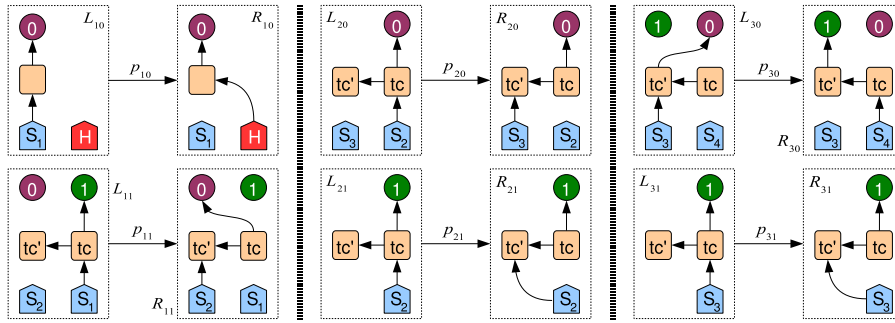 0 L₁₀ 0 R₁₀
p₁₀
S₁ H S₁ H
L₂₀ 0 R₂₀ 0
tc' tc p₂₀ tc' tc
S₃ S₂ S₃ S₂
1 0 L₃₀ 1 0
tc' tc p₃₀ tc' tc
S₃ S₄ R₃₀ S₃ S₄
0 1 L₁₁ 0 1
tc' tc p₁₁ tc' tc
S₂ S₁ R₁₁ S₂ S₁
L₂₁ 1 R₂₁ 1
tc' tc p₂₁ tc' tc
S₂ S₂
L₃₁ 1 R₃₁ 1
tc' tc p₃₁ tc' tc
S₃ S₃